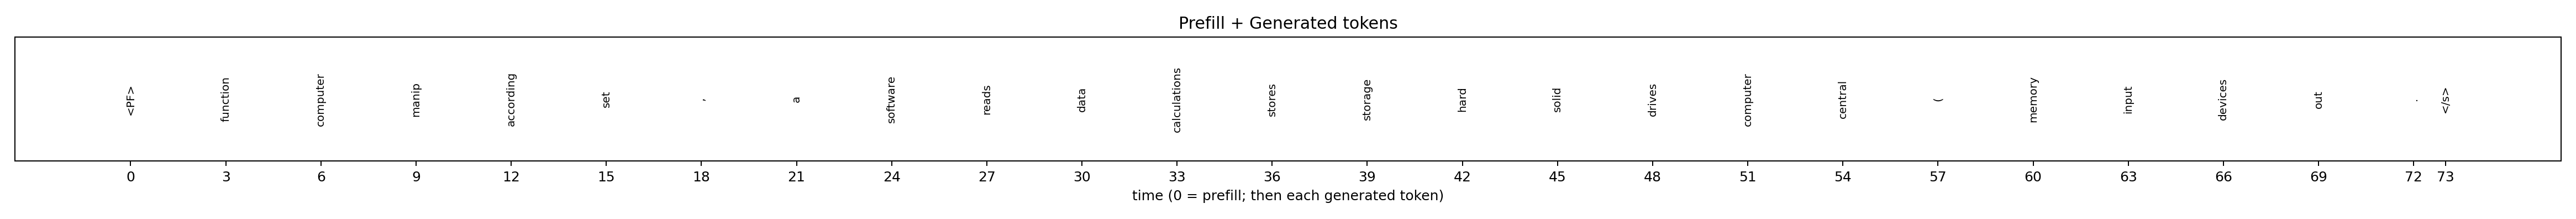 Prefill + Generated tokens
<PF> function computer manip according set , a software reads data calculations stores storage hard solid drives computer central ( memory input devices out . </s>
0 3 6 9 12 15 18 21 24 27 30 33 36 39 42 45 48 51 54 57 60 63 66 69 72 73
time (0 = prefill; then each generated token)